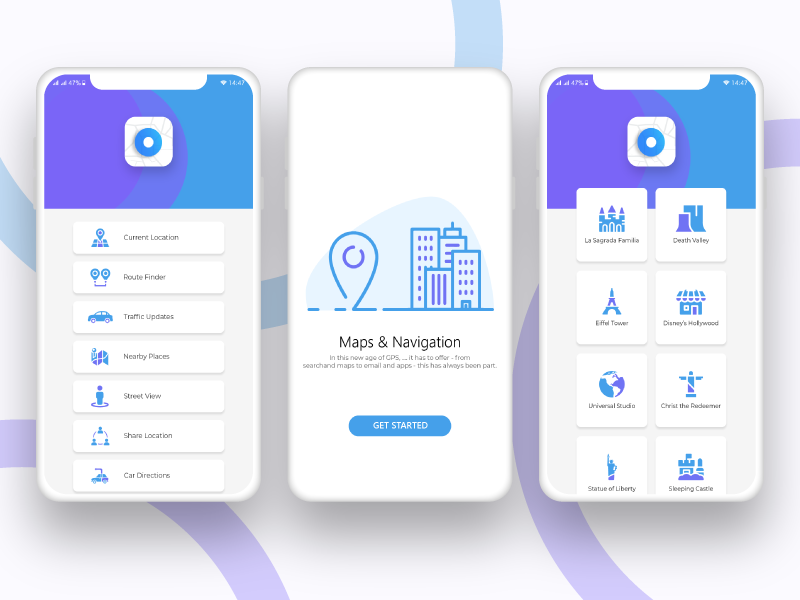 47%
14:47
Current Location
Route Finder
Traffic Updates
Nearby Places
Street View
Share Location
Car Directions
Maps & Navigation
In this new age of GPS, .... it has to offer - from
searchand maps to email and apps - this has always been part.
GET STARTED
47%
14:47
La Sagrada Familia
Death Valley
Eiffel Tower
Disney's Hollywood
Universal Studio
Christ the Redeemer
Statue of Liberty
Sleeping Castle